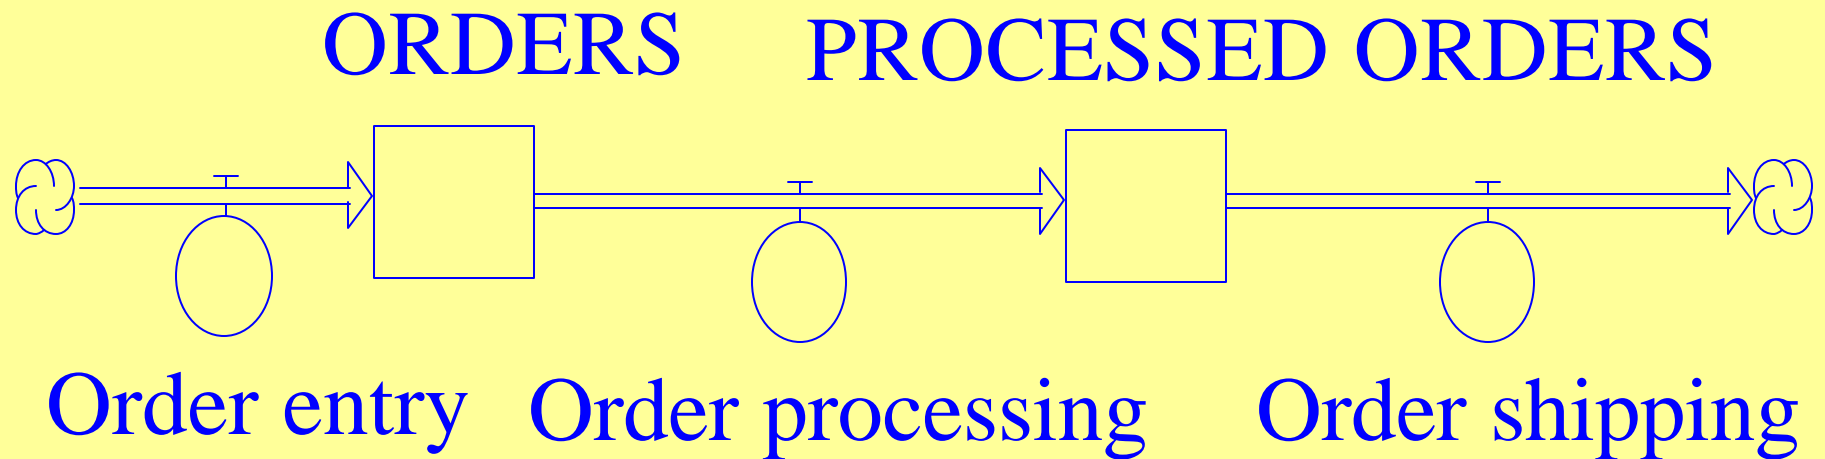 ORDERS
PROCESSED ORDERS
Order entry
Order processing
Order shipping